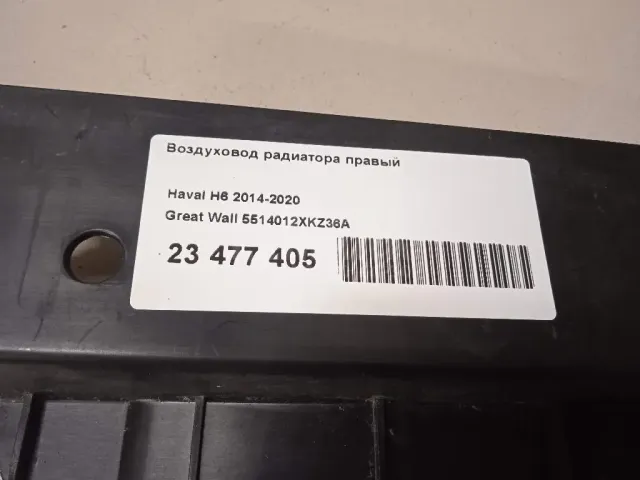 Воздуховод радиатора правый
Haval H6 2014-2020
Great Wall 5514012XKZ36A
23 477 405